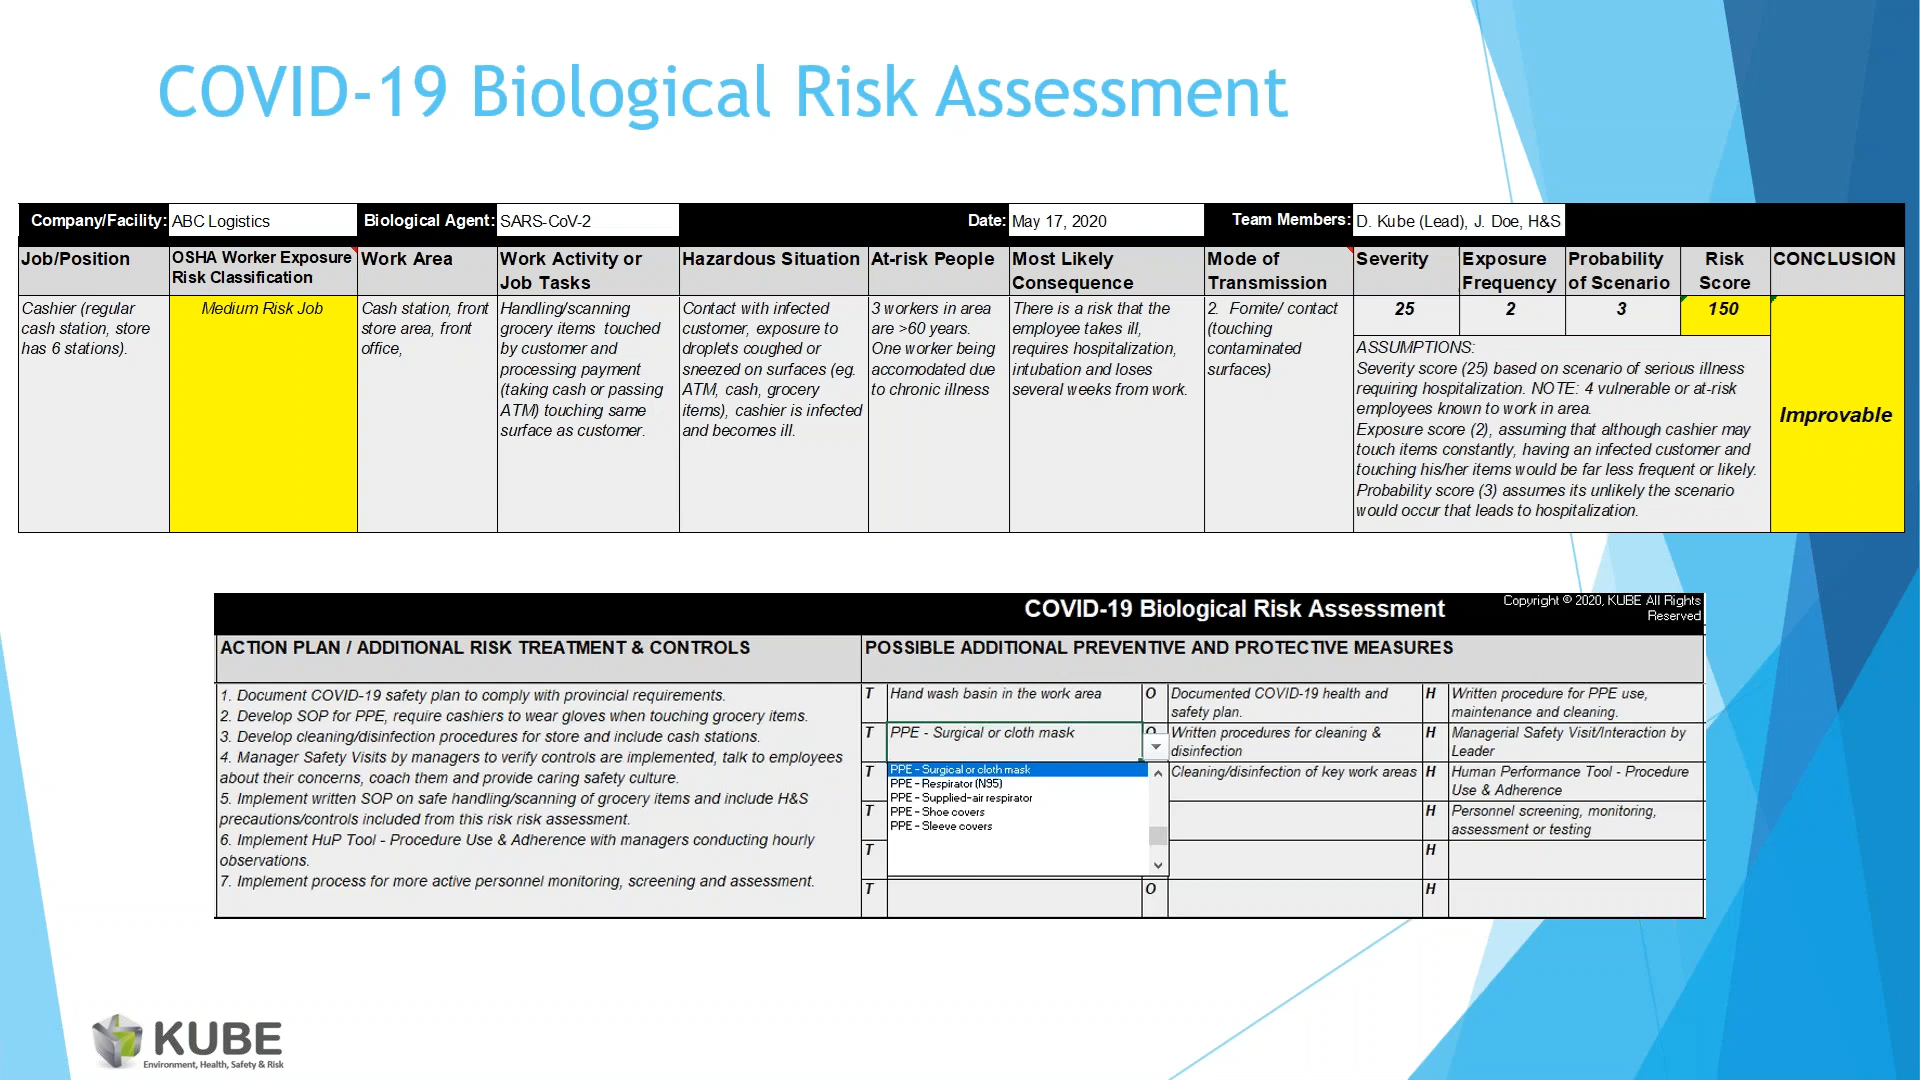 COVID-19 Biological Risk Assessment
Company/Facility: ABC Logistics Biological Agent: SARS-CoV-2 Date: May 17, 2020 Team Members: D. Kube (Lead), J. Doe, H&S
Job/Position
OSHA Worker Exposure
Risk Classification
Work Area
Work Activity or
Job Tasks
Hazardous Situation
At-risk People
Most Likely
Consequence
Mode of
Transmission
Severity
Exposure
Frequency
Probability
of Scenario
Risk
Score
CONCLUSION
Cashier (regular
cash station, store
has 6 stations).
Medium Risk Job
Cash station, front
store area, front
office,
Handling/scanning
grocery items touched
by customer and
processing payment
(taking cash or passing
ATM) touching same
surface as customer.
Contact with infected
customer, exposure to
droplets coughed or
sneezed on surfaces (eg.
ATM, cash, grocery
items), cashier is infected
and becomes ill.
3 workers in area
are >60 years.
One worker being
accomodated due
to chronic illness
There is a risk that the
employee takes ill,
requires hospitalization,
intubation and loses
several weeks from work.
2. Fomite/ contact
(touching
contaminated
surfaces)
25
2
3
150
ASSUMPTIONS:
Severity score (25) based on scenario of serious illness
requiring hospitalization. NOTE: 4 vulnerable or at-risk
employees known to work in area.
Exposure score (2), assuming that although cashier may
touch items constantly, having an infected customer and
touching his/her items would be far less frequent or likely.
Probability score (3) assumes its unlikely the scenario
would occur that leads to hospitalization.
Improvable
COVID-19 Biological Risk Assessment
Copyright © 2020, KUBE All Rights
Reserved
ACTION PLAN / ADDITIONAL RISK TREATMENT & CONTROLS
POSSIBLE ADDITIONAL PREVENTIVE AND PROTECTIVE MEASURES
1. Document COVID-19 safety plan to comply with provincial requirements.
2. Develop SOP for PPE, require cashiers to wear gloves when touching grocery items.
3. Develop cleaning/disinfection procedures for store and include cash stations.
4. Manager Safety Visits by managers to verify controls are implemented, talk to employees
about their concerns, coach them and provide caring safety culture.
5. Implement written SOP on safe handling/scanning of grocery items and include H&S
precautions/controls included from this risk risk assessment.
6. Implement HuP Tool - Procedure Use & Adherence with managers conducting hourly
observations.
7. Implement process for more active personnel monitoring, screening and assessment.
T Hand wash basin in the work area
T PPE - Surgical or cloth mask
T
T
T
T
PPE - Surgical or cloth mask
PPE - Respirator (N95)
PPE - Supplied-air respirator
PPE - Shoe covers
PPE - Sleeve covers
O Documented COVID-19 health and
safety plan.
O Written procedures for cleaning &
disinfection
Cleaning/disinfection of key work areas
O
H Written procedure for PPE use,
maintenance and cleaning.
H Managerial Safety Visit/Interaction by
Leader
H Human Performance Tool - Procedure
Use & Adherence
H Personnel screening, monitoring,
assessment or testing
H
H
KUBE
Environment, Health, Safety & Risk